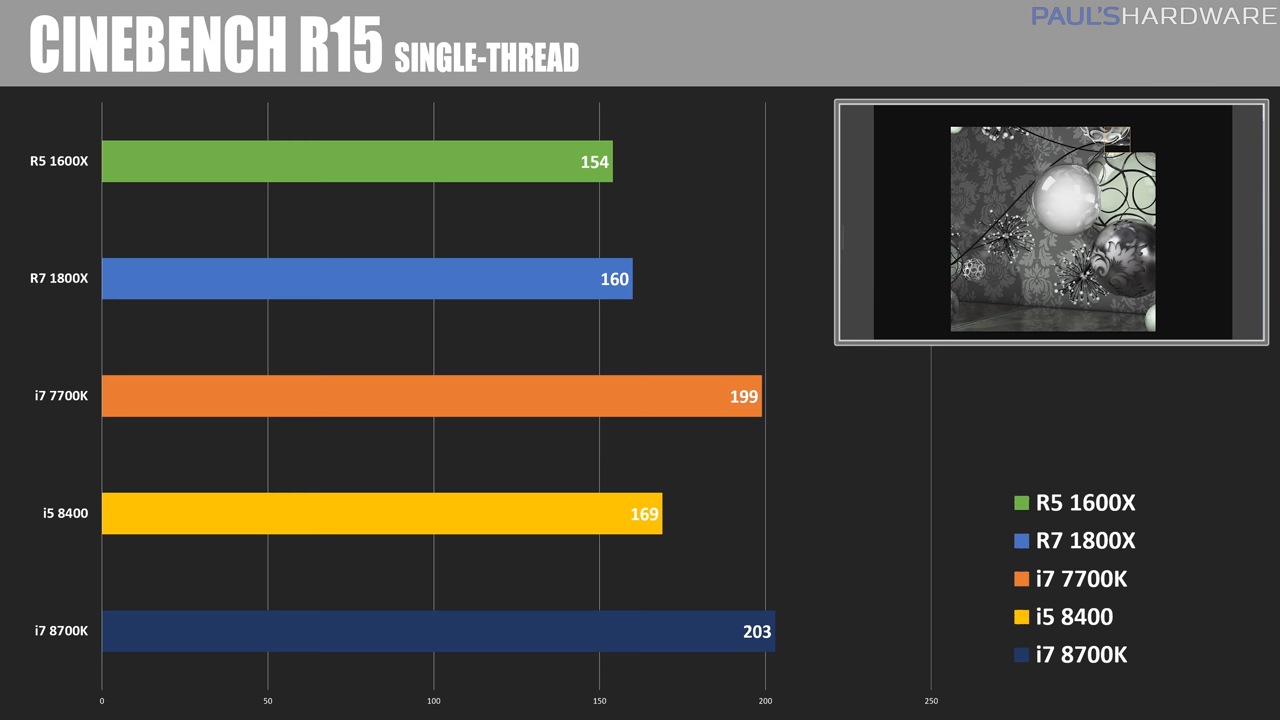 CINEBENCH R15 SINGLE-THREAD
PAUL'SHARDWARE
R5 1600X
154
R7 1800X
160
i7 7700K
199
i5 8400
169
i7 8700K
203
0
50
100
150
200
250
R5 1600X
R7 1800X
i7 7700K
i5 8400
i7 8700K